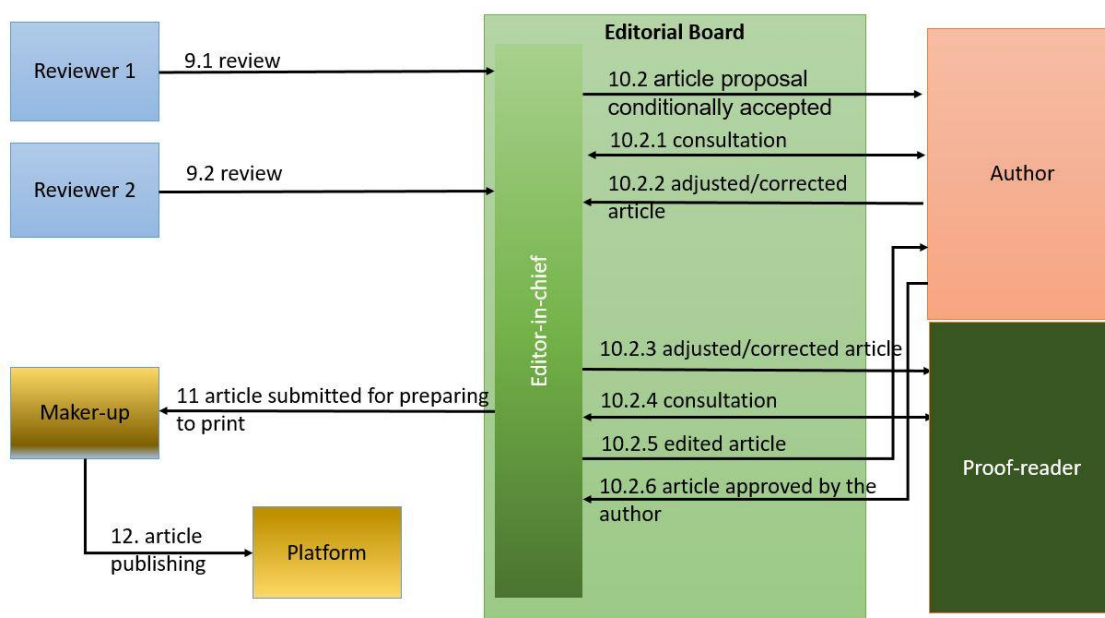 Editorial Board
Reviewer 1
9.1 review
10.2 article proposal
conditionally accepted
10.2.1 consultation
Reviewer 2
9.2 review
10.2.2 adjusted/corrected
article
Author
Editor-in-chief
10.2.3 adjusted/corrected article
Maker-up
11 article submitted for preparing
to print
10.2.4 consultation
10.2.5 edited article
Proof-reader
10.2.6 article approved by the
author
12. article
publishing
Platform